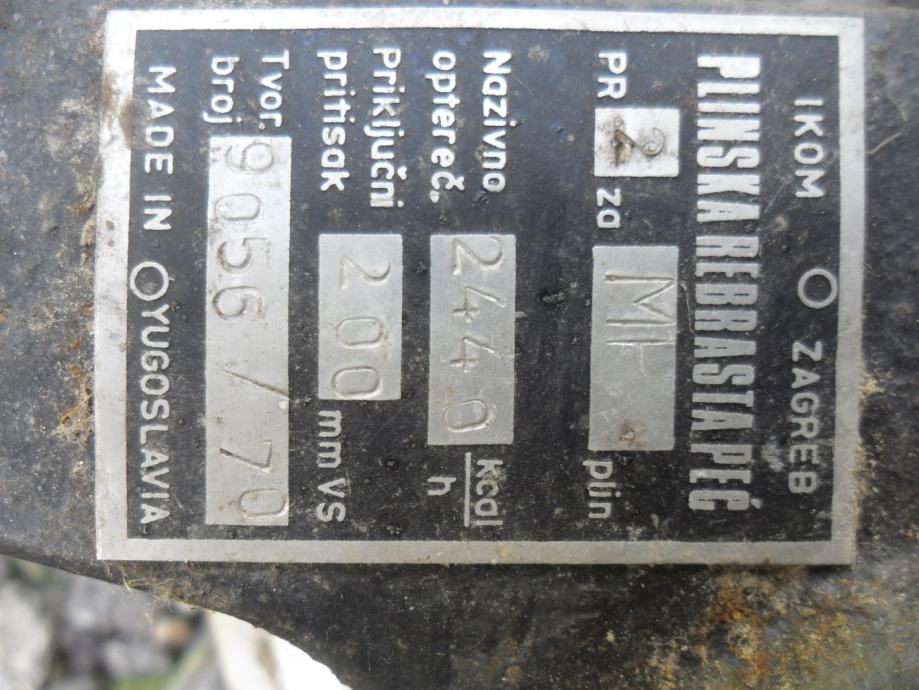 IKOM ZAGREB
PLINSKA REBRASTA PEĆ
PR 2 za MP plin
Nazivno
optereč. 2440 kcal/h
Priključni
pritisak 200 mm VS
Tvor.
broj 9056/70
MADE IN YUGOSLAVIA